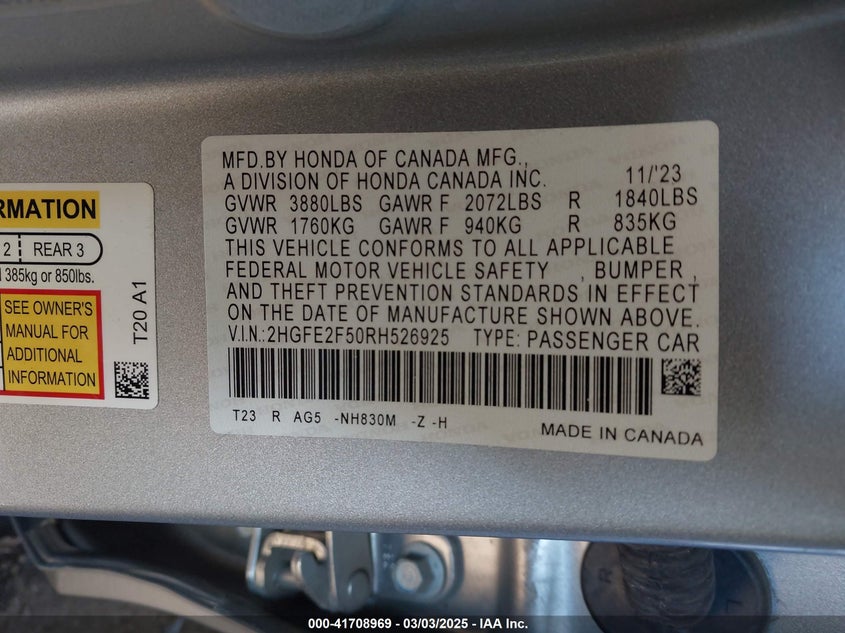 RMATION
2 REAR 3
385kg or 850lbs.
SEE OWNER'S
MANUAL FOR
ADDITIONAL
INFORMATION
T20 A1
MFD.BY HONDA OF CANADA MFG.,
A DIVISION OF HONDA CANADA INC. 11/'23
GVWR 3880LBS GAWR F 2072LBS R 1840LBS
GVWR 1760KG GAWR F 940KG R 835KG
THIS VEHICLE CONFORMS TO ALL APPLICABLE
FEDERAL MOTOR VEHICLE SAFETY , BUMPER ,
AND THEFT PREVENTION STANDARDS IN EFFECT
ON THE DATE OF MANUFACTURE SHOWN ABOVE.
V.I.N.:2HGFE2F50RH526925 TYPE: PASSENGER CAR
T23 R AG5 -NH830M -Z -H
MADE IN CANADA
R
L
000-41708969 — 03/03/2025 — IAA Inc.